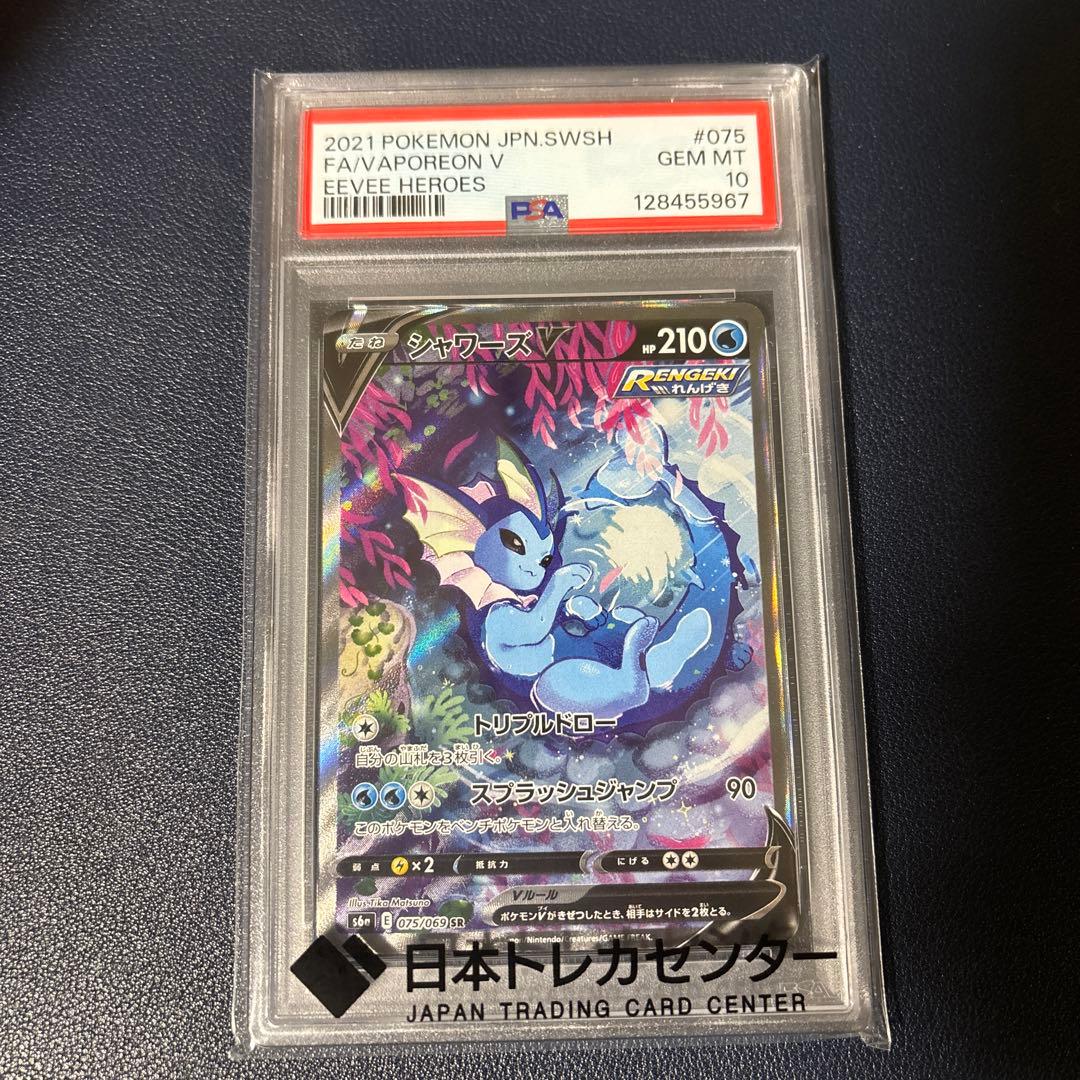 2021 POKEMON JPN.SWSH #075
FA/VAPOREON V GEM MT
EEVEE HEROES 10
PSA 128455967
たね シャワーズV HP 210
RENGEKI
れんげき
トリプルドロー
自分の山札を3枚引く。
スプラッシュジャンプ 90
このポケモンをベンチポケモンと入れ替える。
弱点 ×2 抵抗力 にげる
Vルール
ポケモンVがきぜつしたとき、相手はサイドを2枚とる。
Illus. Tika Matsuno
s6a E 075/069 SR
/Nintendo/Creatures/GAME FREAK.
日本トレカセンター
JAPAN TRADING CARD CENTER